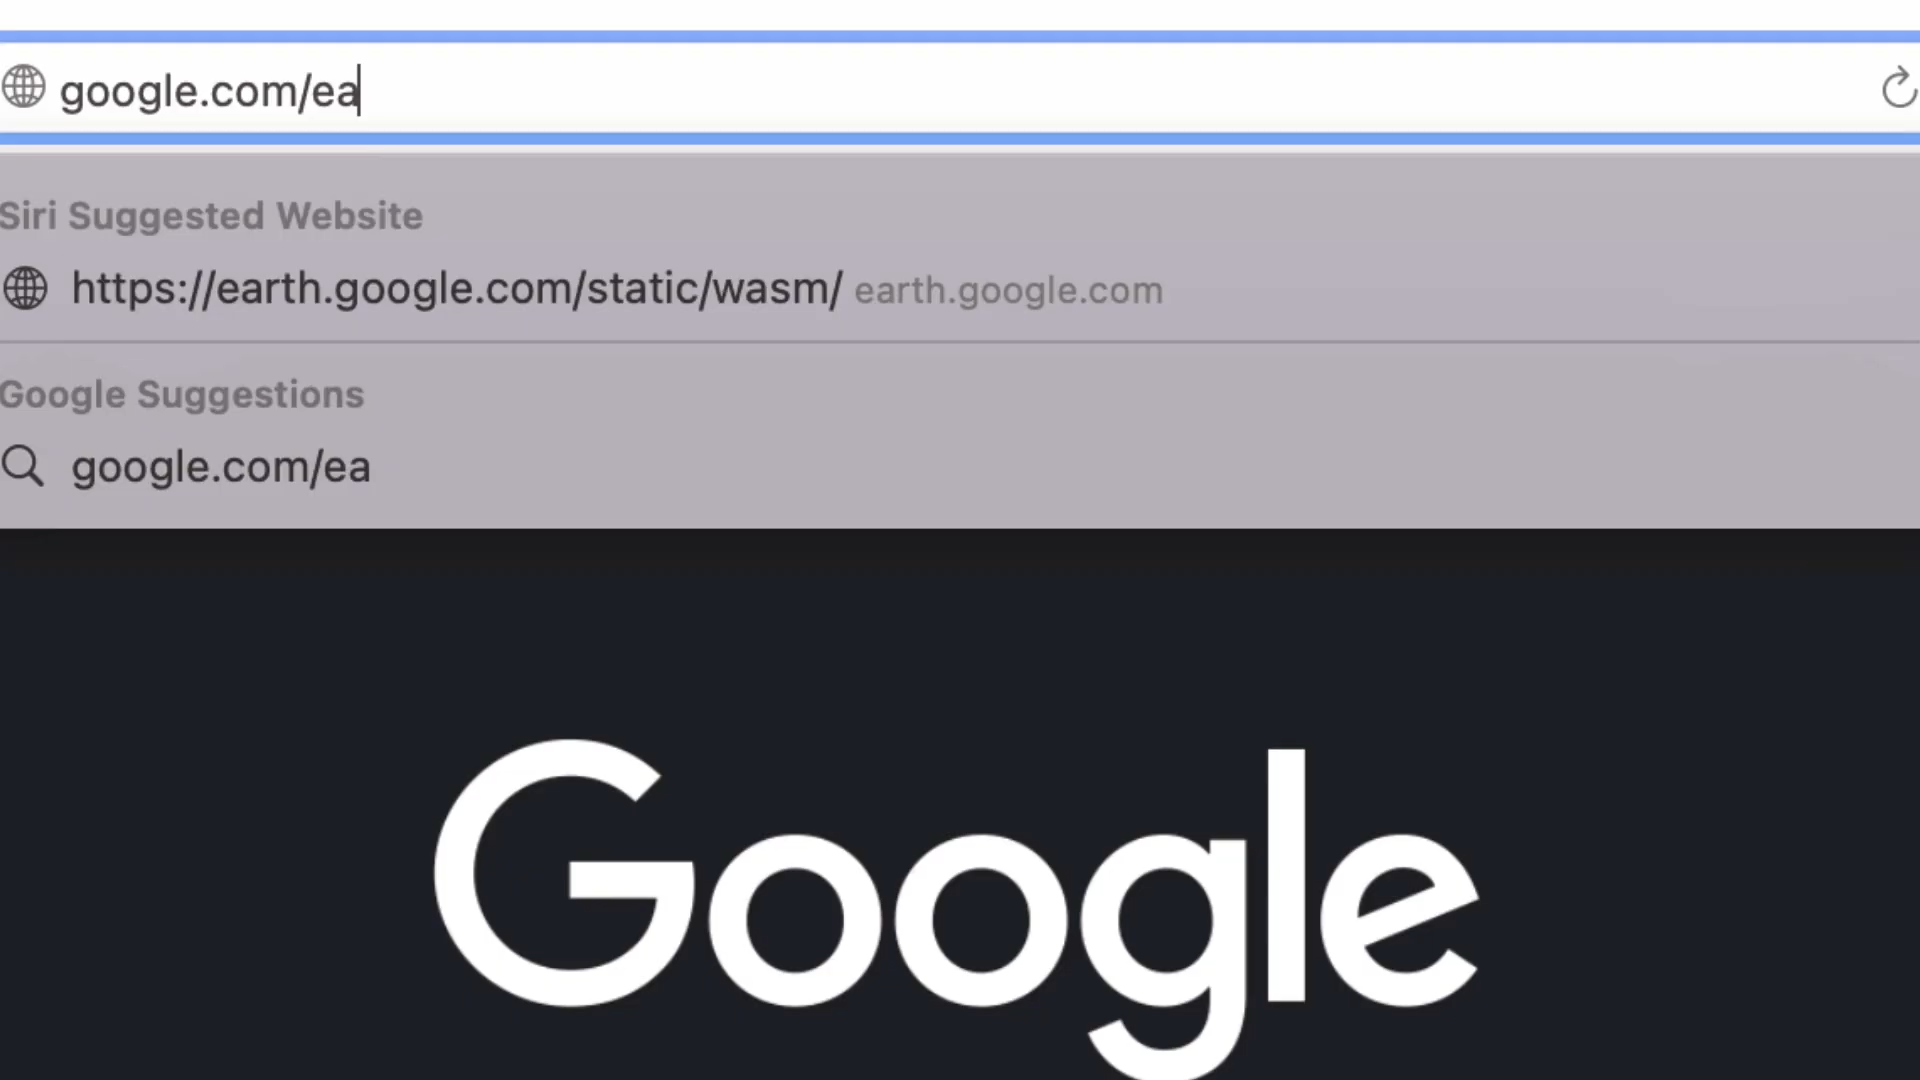 google.com/ea
Siri Suggested Website
https://earth.google.com/static/wasm/ earth.google.com
Google Suggestions
google.com/ea
Google